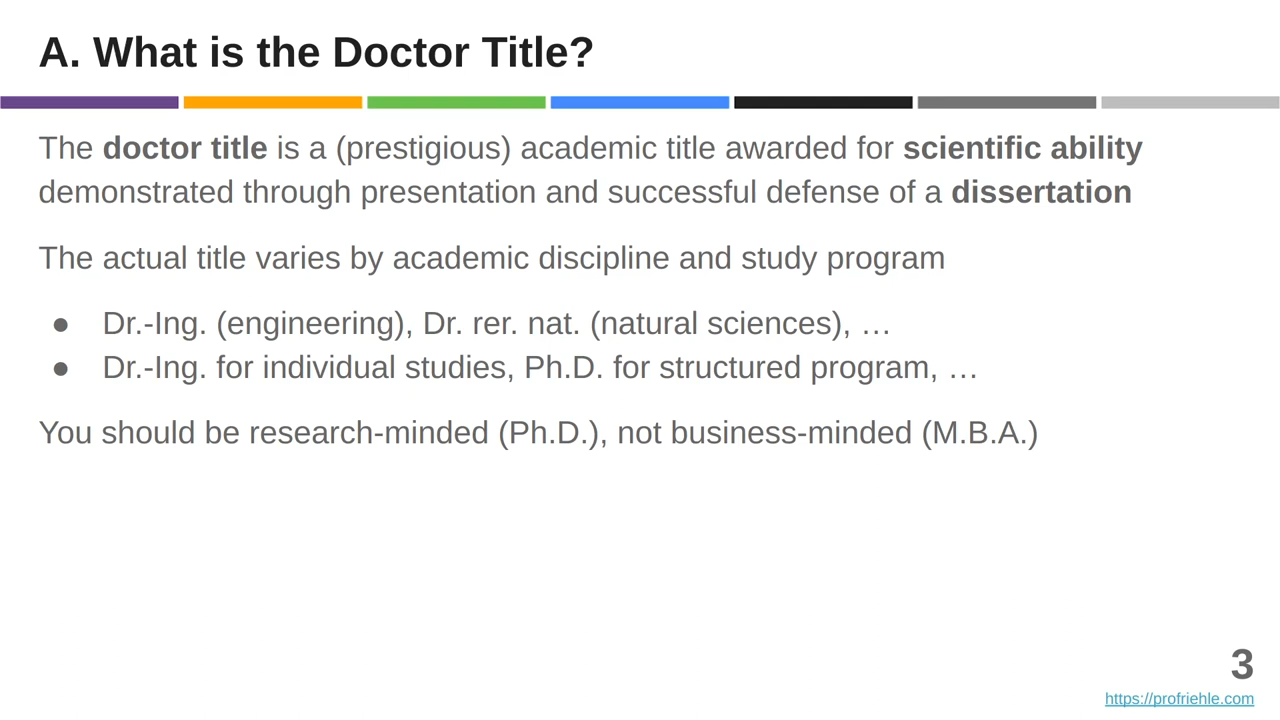 A. What is the Doctor Title?
The doctor title is a (prestigious) academic title awarded for scientific ability
demonstrated through presentation and successful defense of a dissertation
The actual title varies by academic discipline and study program
● Dr.-Ing. (engineering), Dr. rer. nat. (natural sciences), …
● Dr.-Ing. for individual studies, Ph.D. for structured program, …
You should be research-minded (Ph.D.), not business-minded (M.B.A.)
3
https://profriehle.com